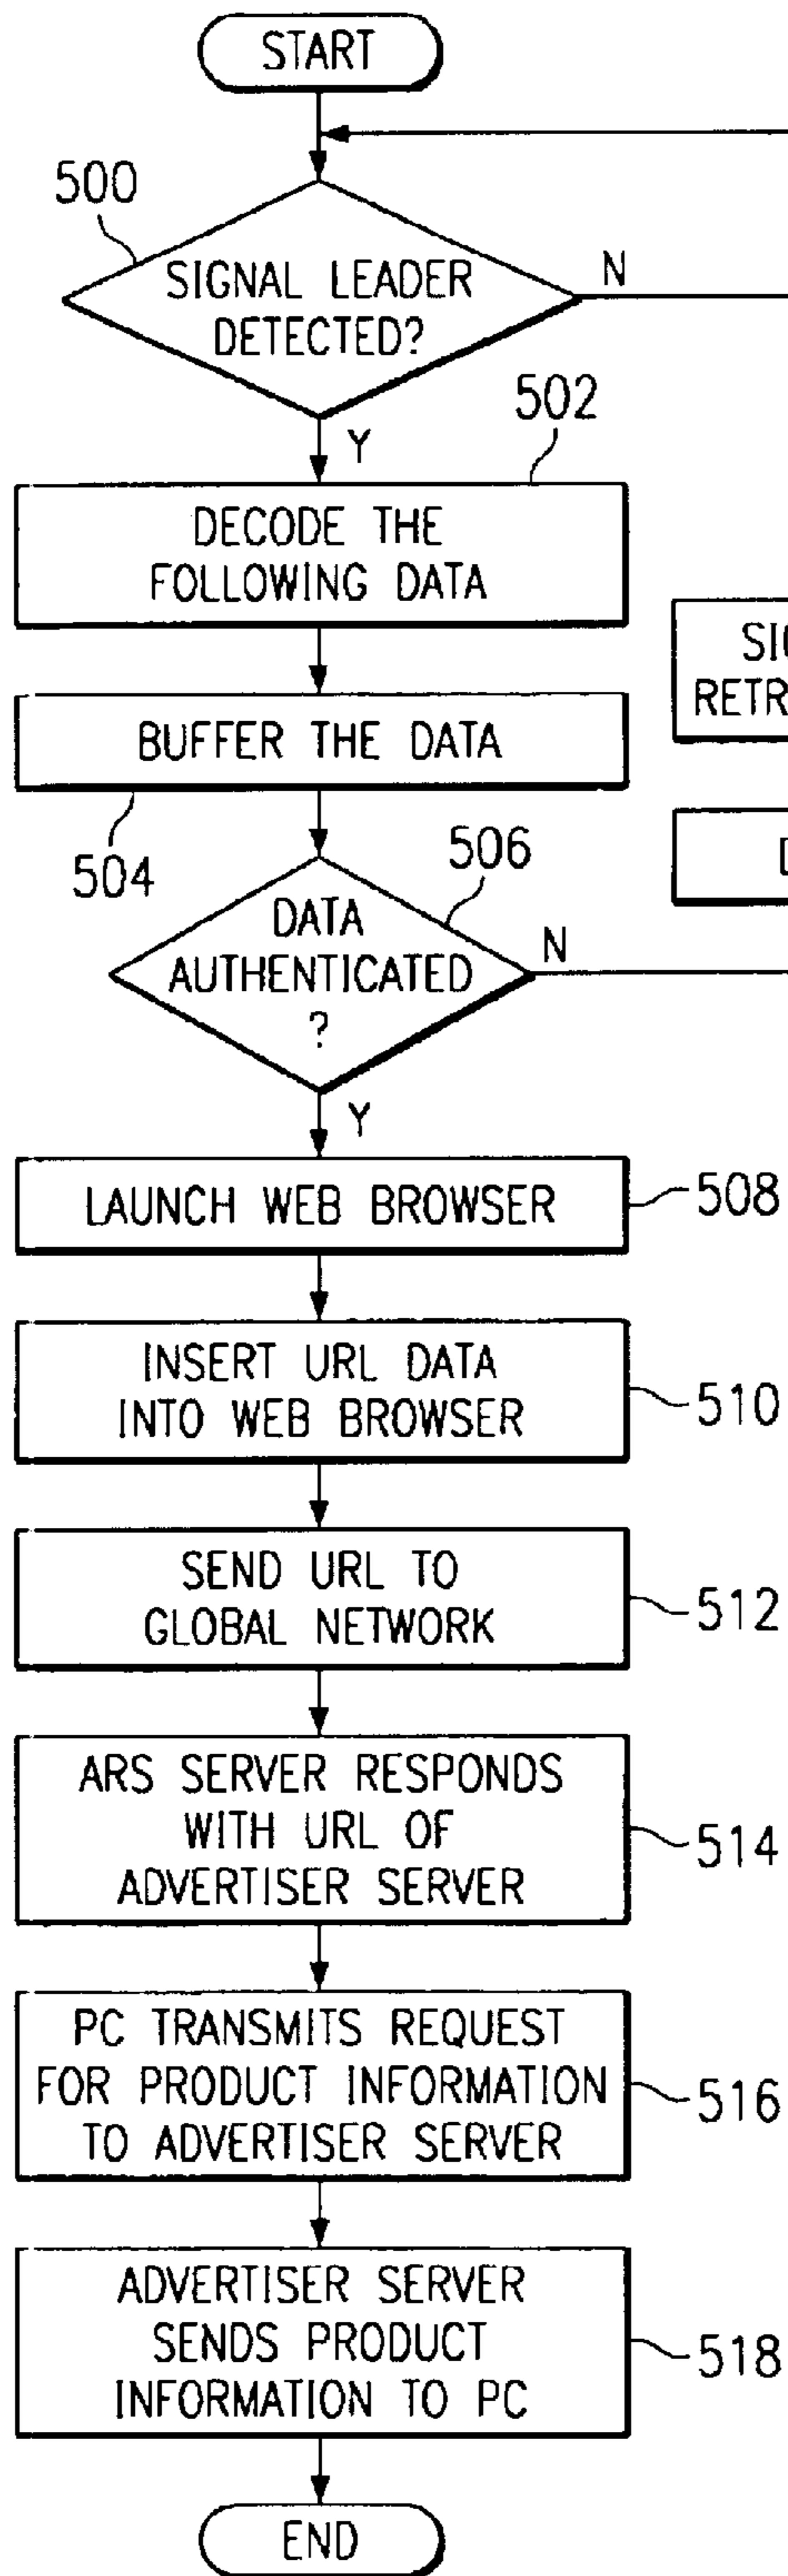 START
500
SIGNAL LEADER
DETECTED?
N
Y
502
DECODE THE
FOLLOWING DATA
BUFFER THE DATA
504
506
DATA
AUTHENTICATED
?
N
Y
LAUNCH WEB BROWSER
508
INSERT URL DATA
INTO WEB BROWSER
510
SEND URL TO
GLOBAL NETWORK
512
ARS SERVER RESPONDS
WITH URL OF
ADVERTISER SERVER
514
PC TRANSMITS REQUEST
FOR PRODUCT INFORMATION
TO ADVERTISER SERVER
516
ADVERTISER SERVER
SENDS PRODUCT
INFORMATION TO PC
518
END